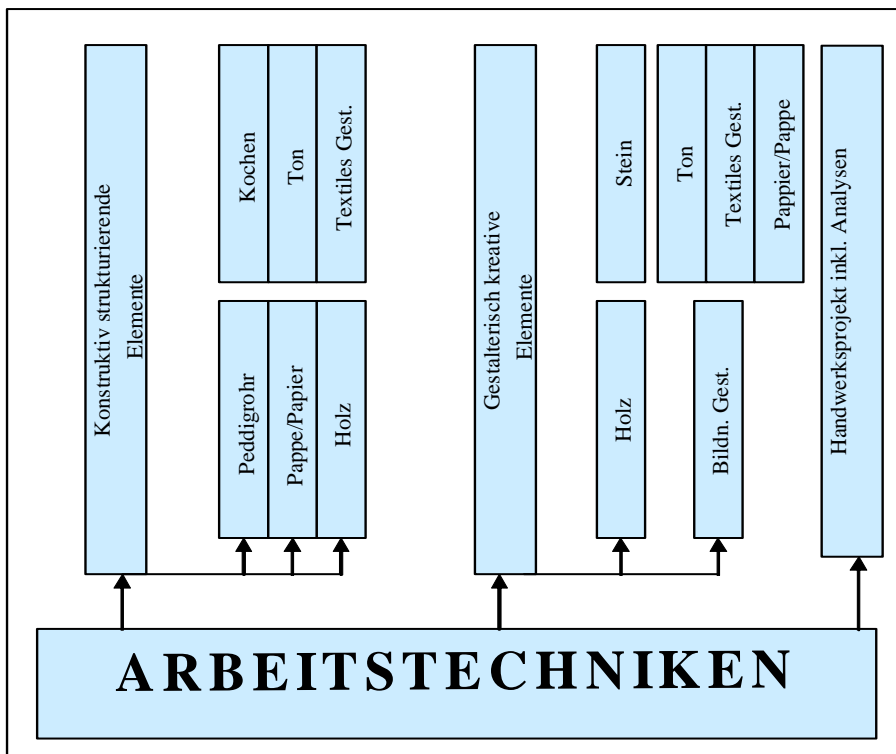 Konstruktiv strukturierende
Elemente
Kochen
Ton
Textiles Gest.
Peddigrohr
Pappe/Papier
Holz
Gestalterisch kreative
Elemente
Stein
Ton
Textiles Gest.
Pappier/Pappe
Holz
Bildn. Gest.
Handwerksprojekt inkl. Analysen
ARBEITSTECHNIKEN